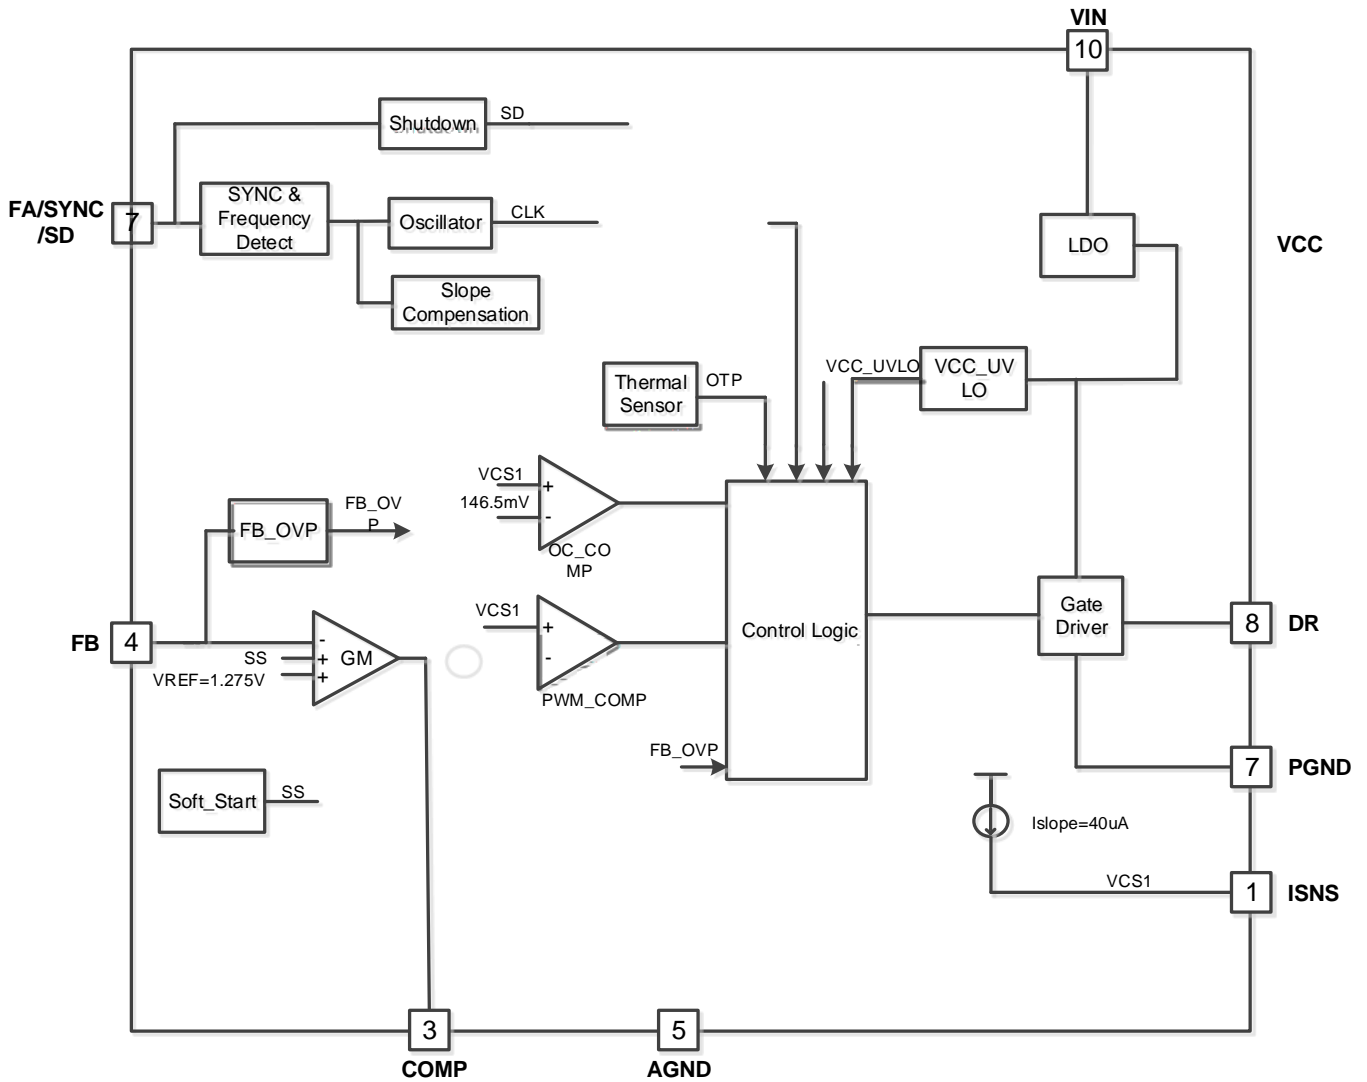 VIN
10
Shutdown
SD
FA/SYNC
/SD
7
SYNC &
Frequency
Detect
Oscillator
CLK
Slope
Compensation
LDO
VCC
Thermal
Sensor
OTP
VCC_UVLO
VCC_UV
LO
VCS1
+
146.5mV
-
OC_CO
MP
FB_OVP
FB_OV
P
FB
4
-
SS
+
VREF=1.275V
+
GM
VCS1
+
-
PWM_COMP
Control Logic
Gate
Driver
8
DR
FB_OVP
7
PGND
Soft_Start
SS
Islope=40uA
VCS1
1
ISNS
3
COMP
5
AGND